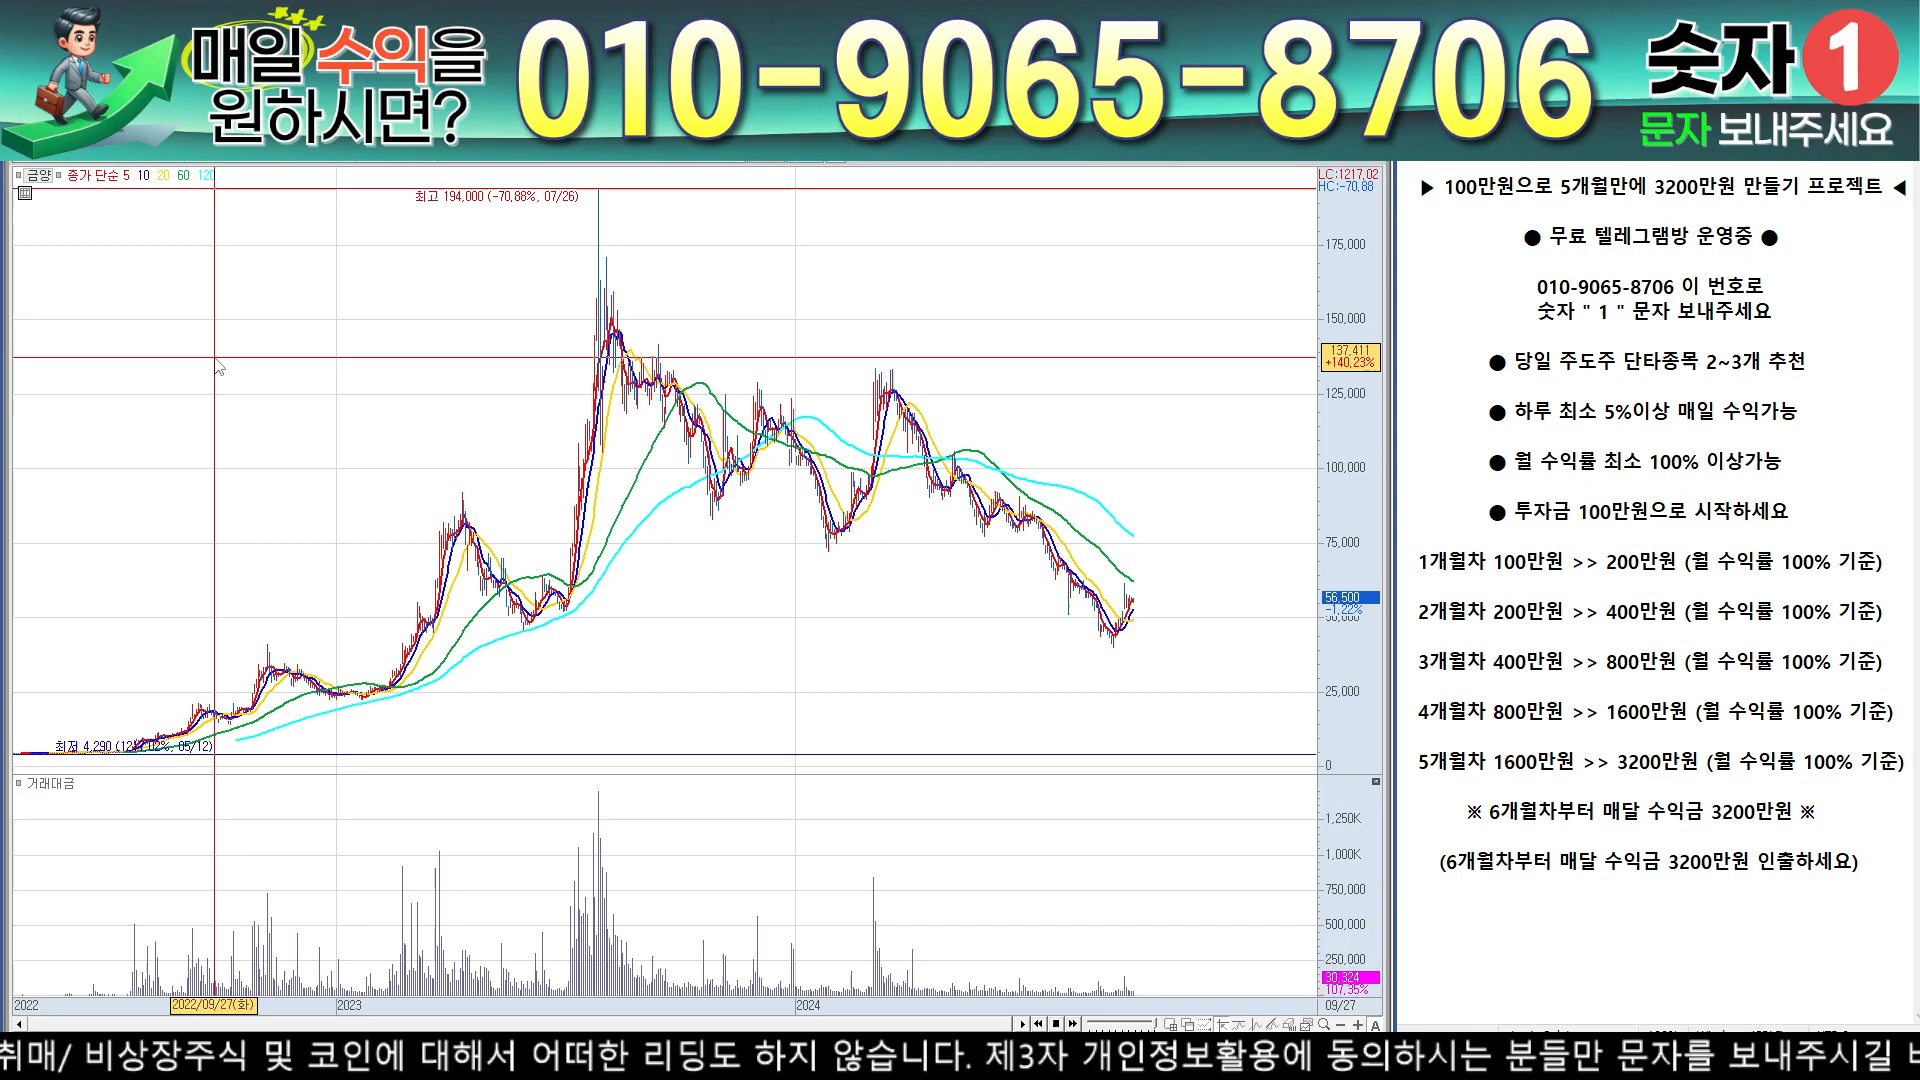 매일 수익을
원하시면?
010-9065-8706
숫자 1
문자 보내주세요
금양 종가 단순 5 10 20 60 120
최고 194,000 (-70,88%, 07/26)
LC:1217,02
HC:-70,88
175,000
150,000
137,411
+140,23%
125,000
100,000
75,000
56,500
-1,22%
50,000
25,000
0
최저 4,290 (1217,02%, 05/12)
거래대금
1,250K
1,000K
750,000
500,000
250,000
30,324
107,35%
2022
2022/09/27(화)
2023
2024
09/27
A
▶ 100만원으로 5개월만에 3200만원 만들기 프로젝트 ◀
● 무료 텔레그램방 운영중 ●
010-9065-8706 이 번호로
숫자 " 1 " 문자 보내주세요
● 당일 주도주 단타종목 2~3개 추천
● 하루 최소 5%이상 매일 수익가능
● 월 수익률 최소 100% 이상가능
● 투자금 100만원으로 시작하세요
1개월차 100만원 >> 200만원 (월 수익률 100% 기준)
2개월차 200만원 >> 400만원 (월 수익률 100% 기준)
3개월차 400만원 >> 800만원 (월 수익률 100% 기준)
4개월차 800만원 >> 1600만원 (월 수익률 100% 기준)
5개월차 1600만원 >> 3200만원 (월 수익률 100% 기준)
※ 6개월차부터 매달 수익금 3200만원 ※
(6개월차부터 매달 수익금 3200만원 인출하세요)
취매/ 비상장주식 및 코인에 대해서 어떠한 리딩도 하지 않습니다. 제3자 개인정보활용에 동의하시는 분들만 문자를 보내주시길